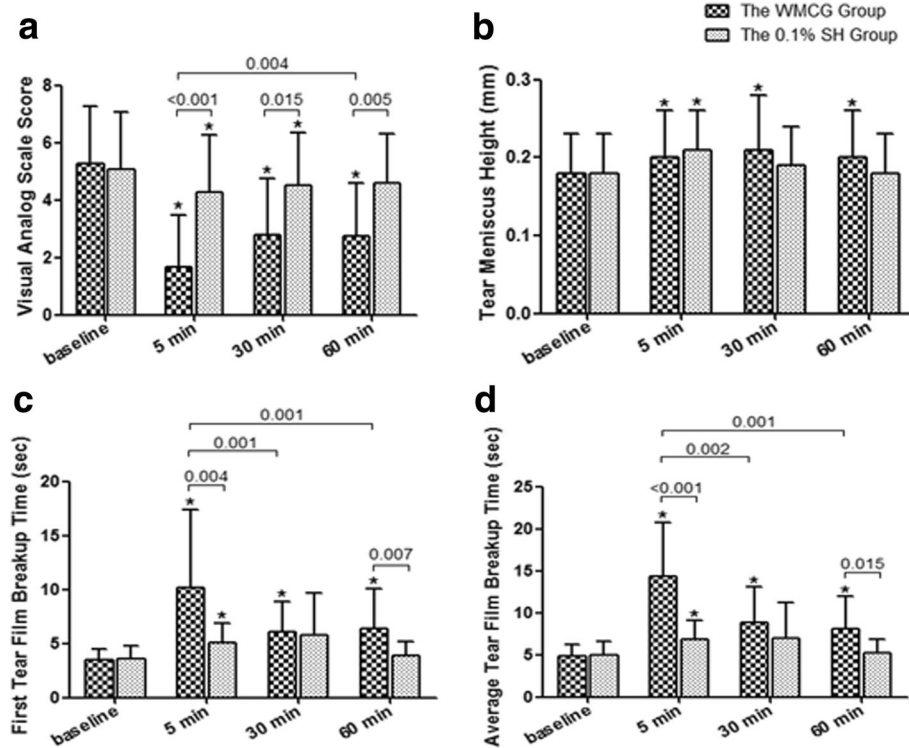 a
b
The WMCG Group
The 0.1% SH Group
Visual Analog Scale Score
8
6
4
2
0
0.004
<0.001
0.015
0.005
*
*
*
*
*
baseline
5 min
30 min
60 min
Tear Meniscus Height (mm)
0.3
0.2
0.1
0.0
*
*
*
*
baseline
5 min
30 min
60 min
c
d
First Tear Film Breakup Time (sec)
20
15
10
5
0
0.001
0.001
0.004
0.007
*
*
*
*
baseline
5 min
30 min
60 min
Average Tear Film Breakup Time (sec)
25
20
15
10
5
0
0.001
0.002
<0.001
0.015
*
*
*
*
baseline
5 min
30 min
60 min